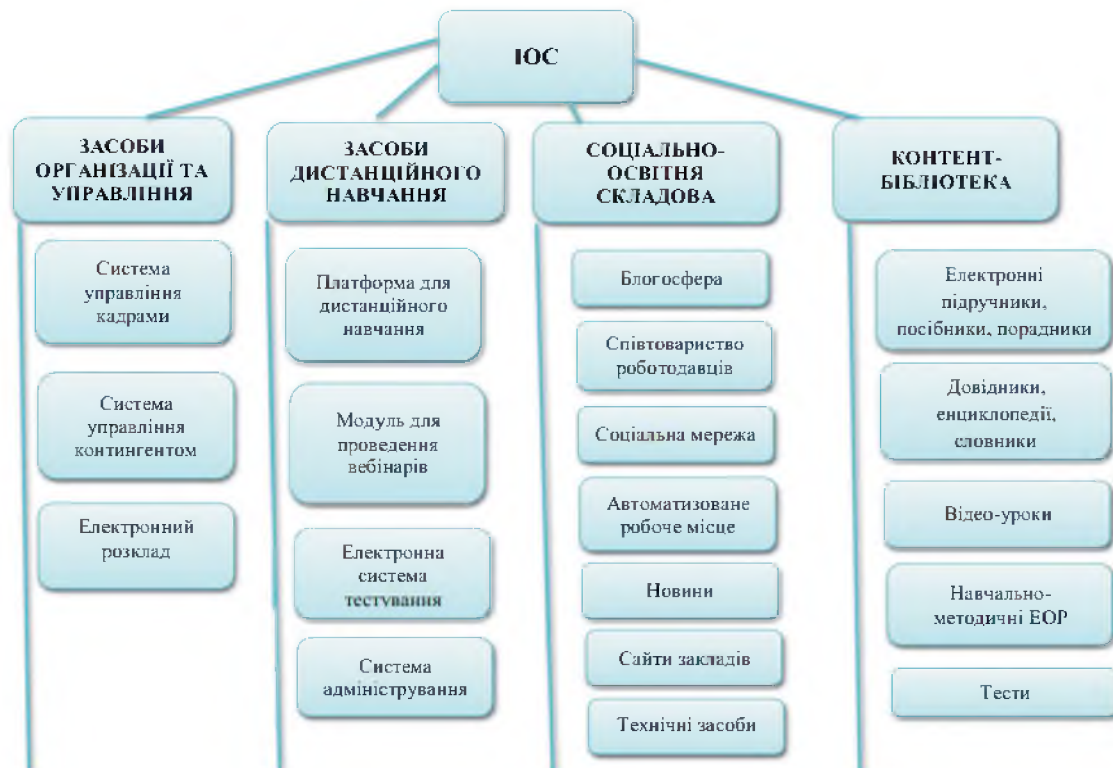 ІОС
ЗАСОБИ
ОРГАНІЗАЦІЇ ТА
УПРАВЛІННЯ
Система
управління
кадрами
Система
управління
контингентом
Електронний
розклад
ЗАСОБИ
ДИСТАНЦІЙНОГО
НАВЧАННЯ
Платформа для
дистанційного
навчання
Модуль для
проведення
вебінарів
Електронна
система
тестування
Система
адміністрування
СОЦІАЛЬНО-
ОСВІТНЯ
СКЛАДОВА
Блогосфера
Співтовариство
роботодавців
Соціальна мережа
Автоматизоване
робоче місце
Новини
Сайти закладів
Технічні засоби
КОНТЕНТ-
БІБЛІОТЕКА
Електронні
підручники,
посібники, порадники
Довідники,
енциклопедії,
словники
Відео-уроки
Навчально-
методичні ЕОР
Тести